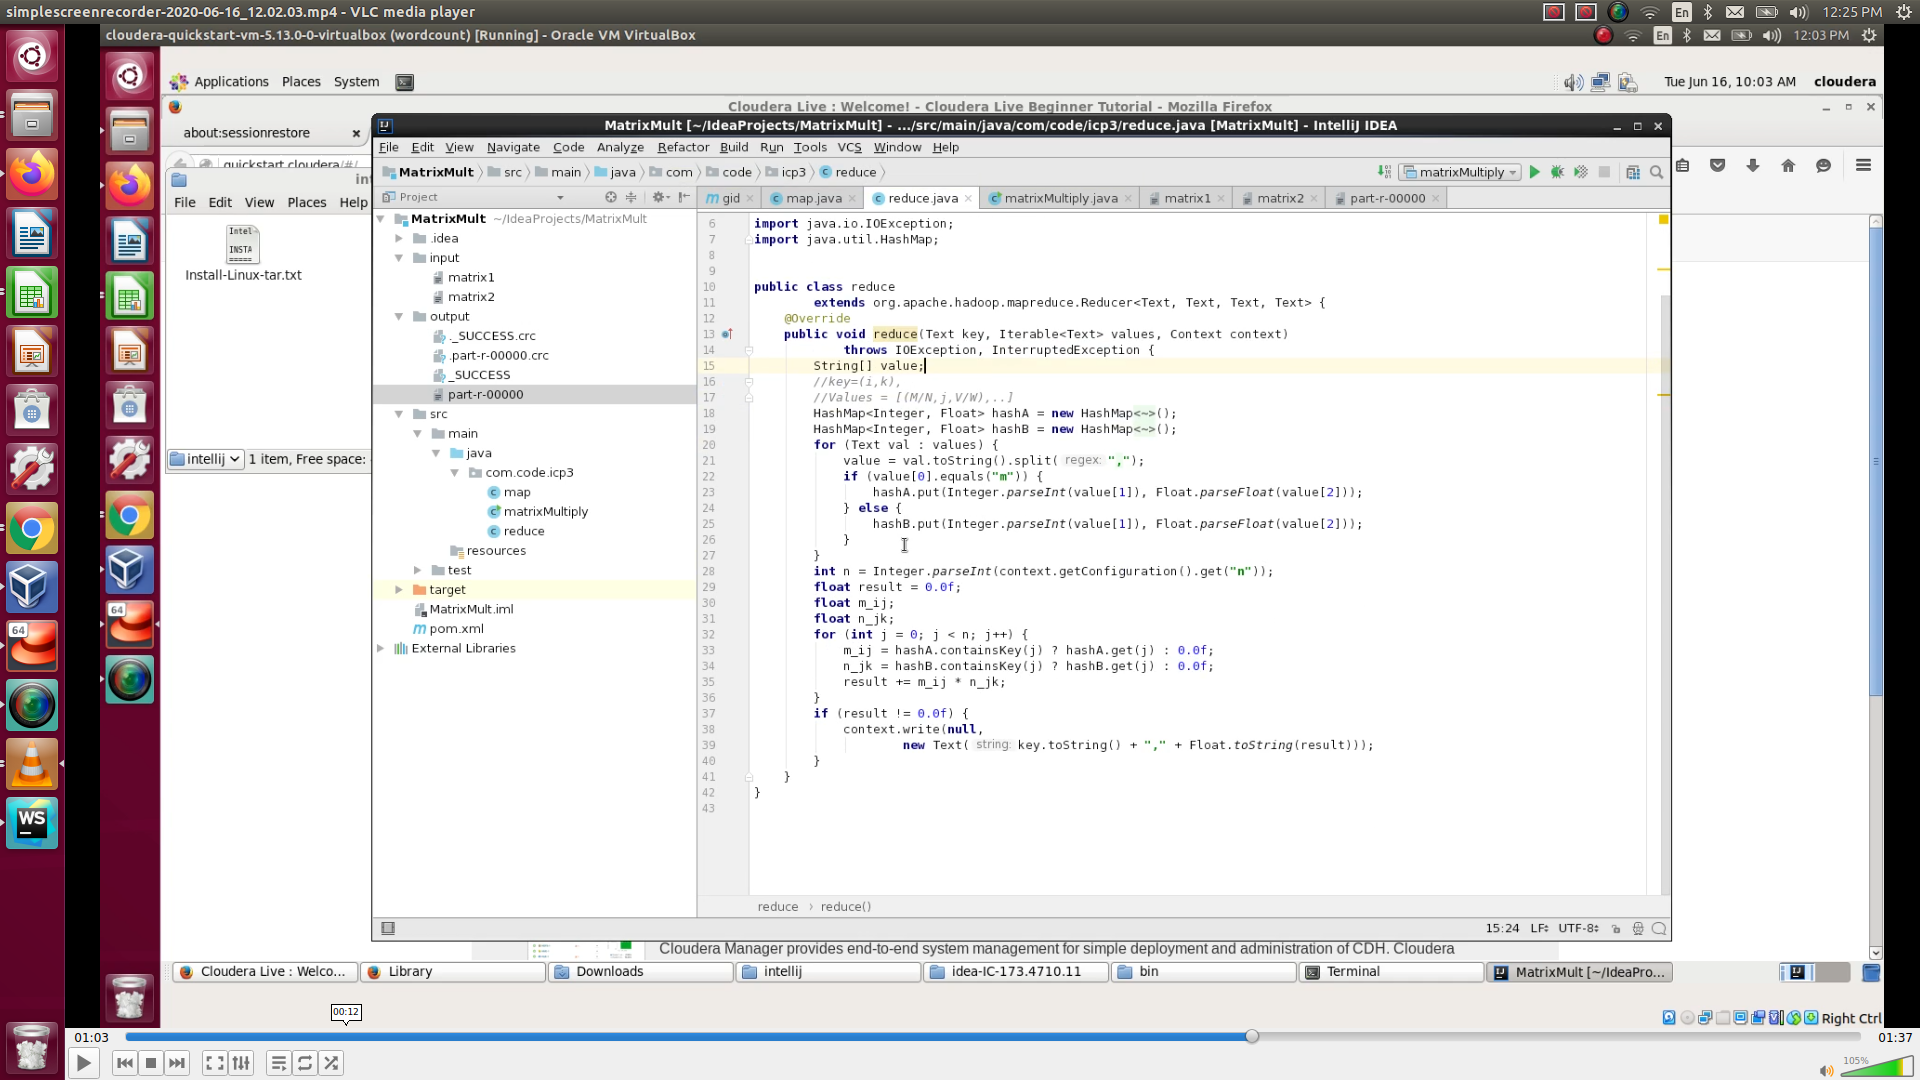 simplescreenrecorder-2020-06-16_12.02.03.mp4 - VLC media player
En
12:25 PM
cloudera-quickstart-vm-5.13.0-0-virtualbox (wordcount) [Running] - Oracle VM VirtualBox
En
12:03 PM
Applications Places System
Tue Jun 16, 10:03 AM cloudera
Cloudera Live : Welcome! - Cloudera Live Beginner Tutorial - Mozilla Firefox
about:sessionrestore
quickstart.cloudera/#/
MatrixMult [~/IdeaProjects/MatrixMult] - .../src/main/java/com/code/icp3/reduce.java [MatrixMult] - IntelliJ IDEA
File Edit View Navigate Code Analyze Refactor Build Run Tools VCS Window Help
MatrixMult src main java com code icp3 reduce
matrixMultiply
File Edit View Places Help
Intel
INSTA
Install-Linux-tar.txt
intellij 1 item, Free space:
Project
MatrixMult ~/IdeaProjects/MatrixMult
.idea
input
matrix1
matrix2
output
._SUCCESS.crc
.part-r-00000.crc
_SUCCESS
part-r-00000
src
main
java
com.code.icp3
map
matrixMultiply
reduce
resources
test
target
MatrixMult.iml
pom.xml
External Libraries
gid map.java reduce.java matrixMultiply.java matrix1 matrix2 part-r-00000
6 import java.io.IOException;
7 import java.util.HashMap;
8
9
10 public class reduce
11 extends org.apache.hadoop.mapreduce.Reducer<Text, Text, Text, Text> {
12 @Override
13 public void reduce(Text key, Iterable<Text> values, Context context)
14 throws IOException, InterruptedException {
15 String[] value;
16 //key=(i,k),
17 //Values = [(M/N,j,V/W),..]
18 HashMap<Integer, Float> hashA = new HashMap<~>();
19 HashMap<Integer, Float> hashB = new HashMap<~>();
20 for (Text val : values) {
21 value = val.toString().split( regex: ",");
22 if (value[0].equals("m")) {
23 hashA.put(Integer.parseInt(value[1]), Float.parseFloat(value[2]));
24 } else {
25 hashB.put(Integer.parseInt(value[1]), Float.parseFloat(value[2]));
26 }
27 }
28 int n = Integer.parseInt(context.getConfiguration().get("n"));
29 float result = 0.0f;
30 float m_ij;
31 float n_jk;
32 for (int j = 0; j < n; j++) {
33 m_ij = hashA.containsKey(j) ? hashA.get(j) : 0.0f;
34 n_jk = hashB.containsKey(j) ? hashB.get(j) : 0.0f;
35 result += m_ij * n_jk;
36 }
37 if (result != 0.0f) {
38 context.write(null,
39 new Text( string: key.toString() + "," + Float.toString(result)));
40 }
41 }
42 }
43
reduce › reduce()
15:24 LF÷ UTF-8÷
Cloudera Manager provides end-to-end system management for simple deployment and administration of CDH. Cloudera
Cloudera Live : Welco...
Library
Downloads
intellij
idea-IC-173.4710.11
bin
Terminal
MatrixMult [~/IdeaPro...
Right Ctrl
64
64
WS
00:12
01:03
01:37
105%